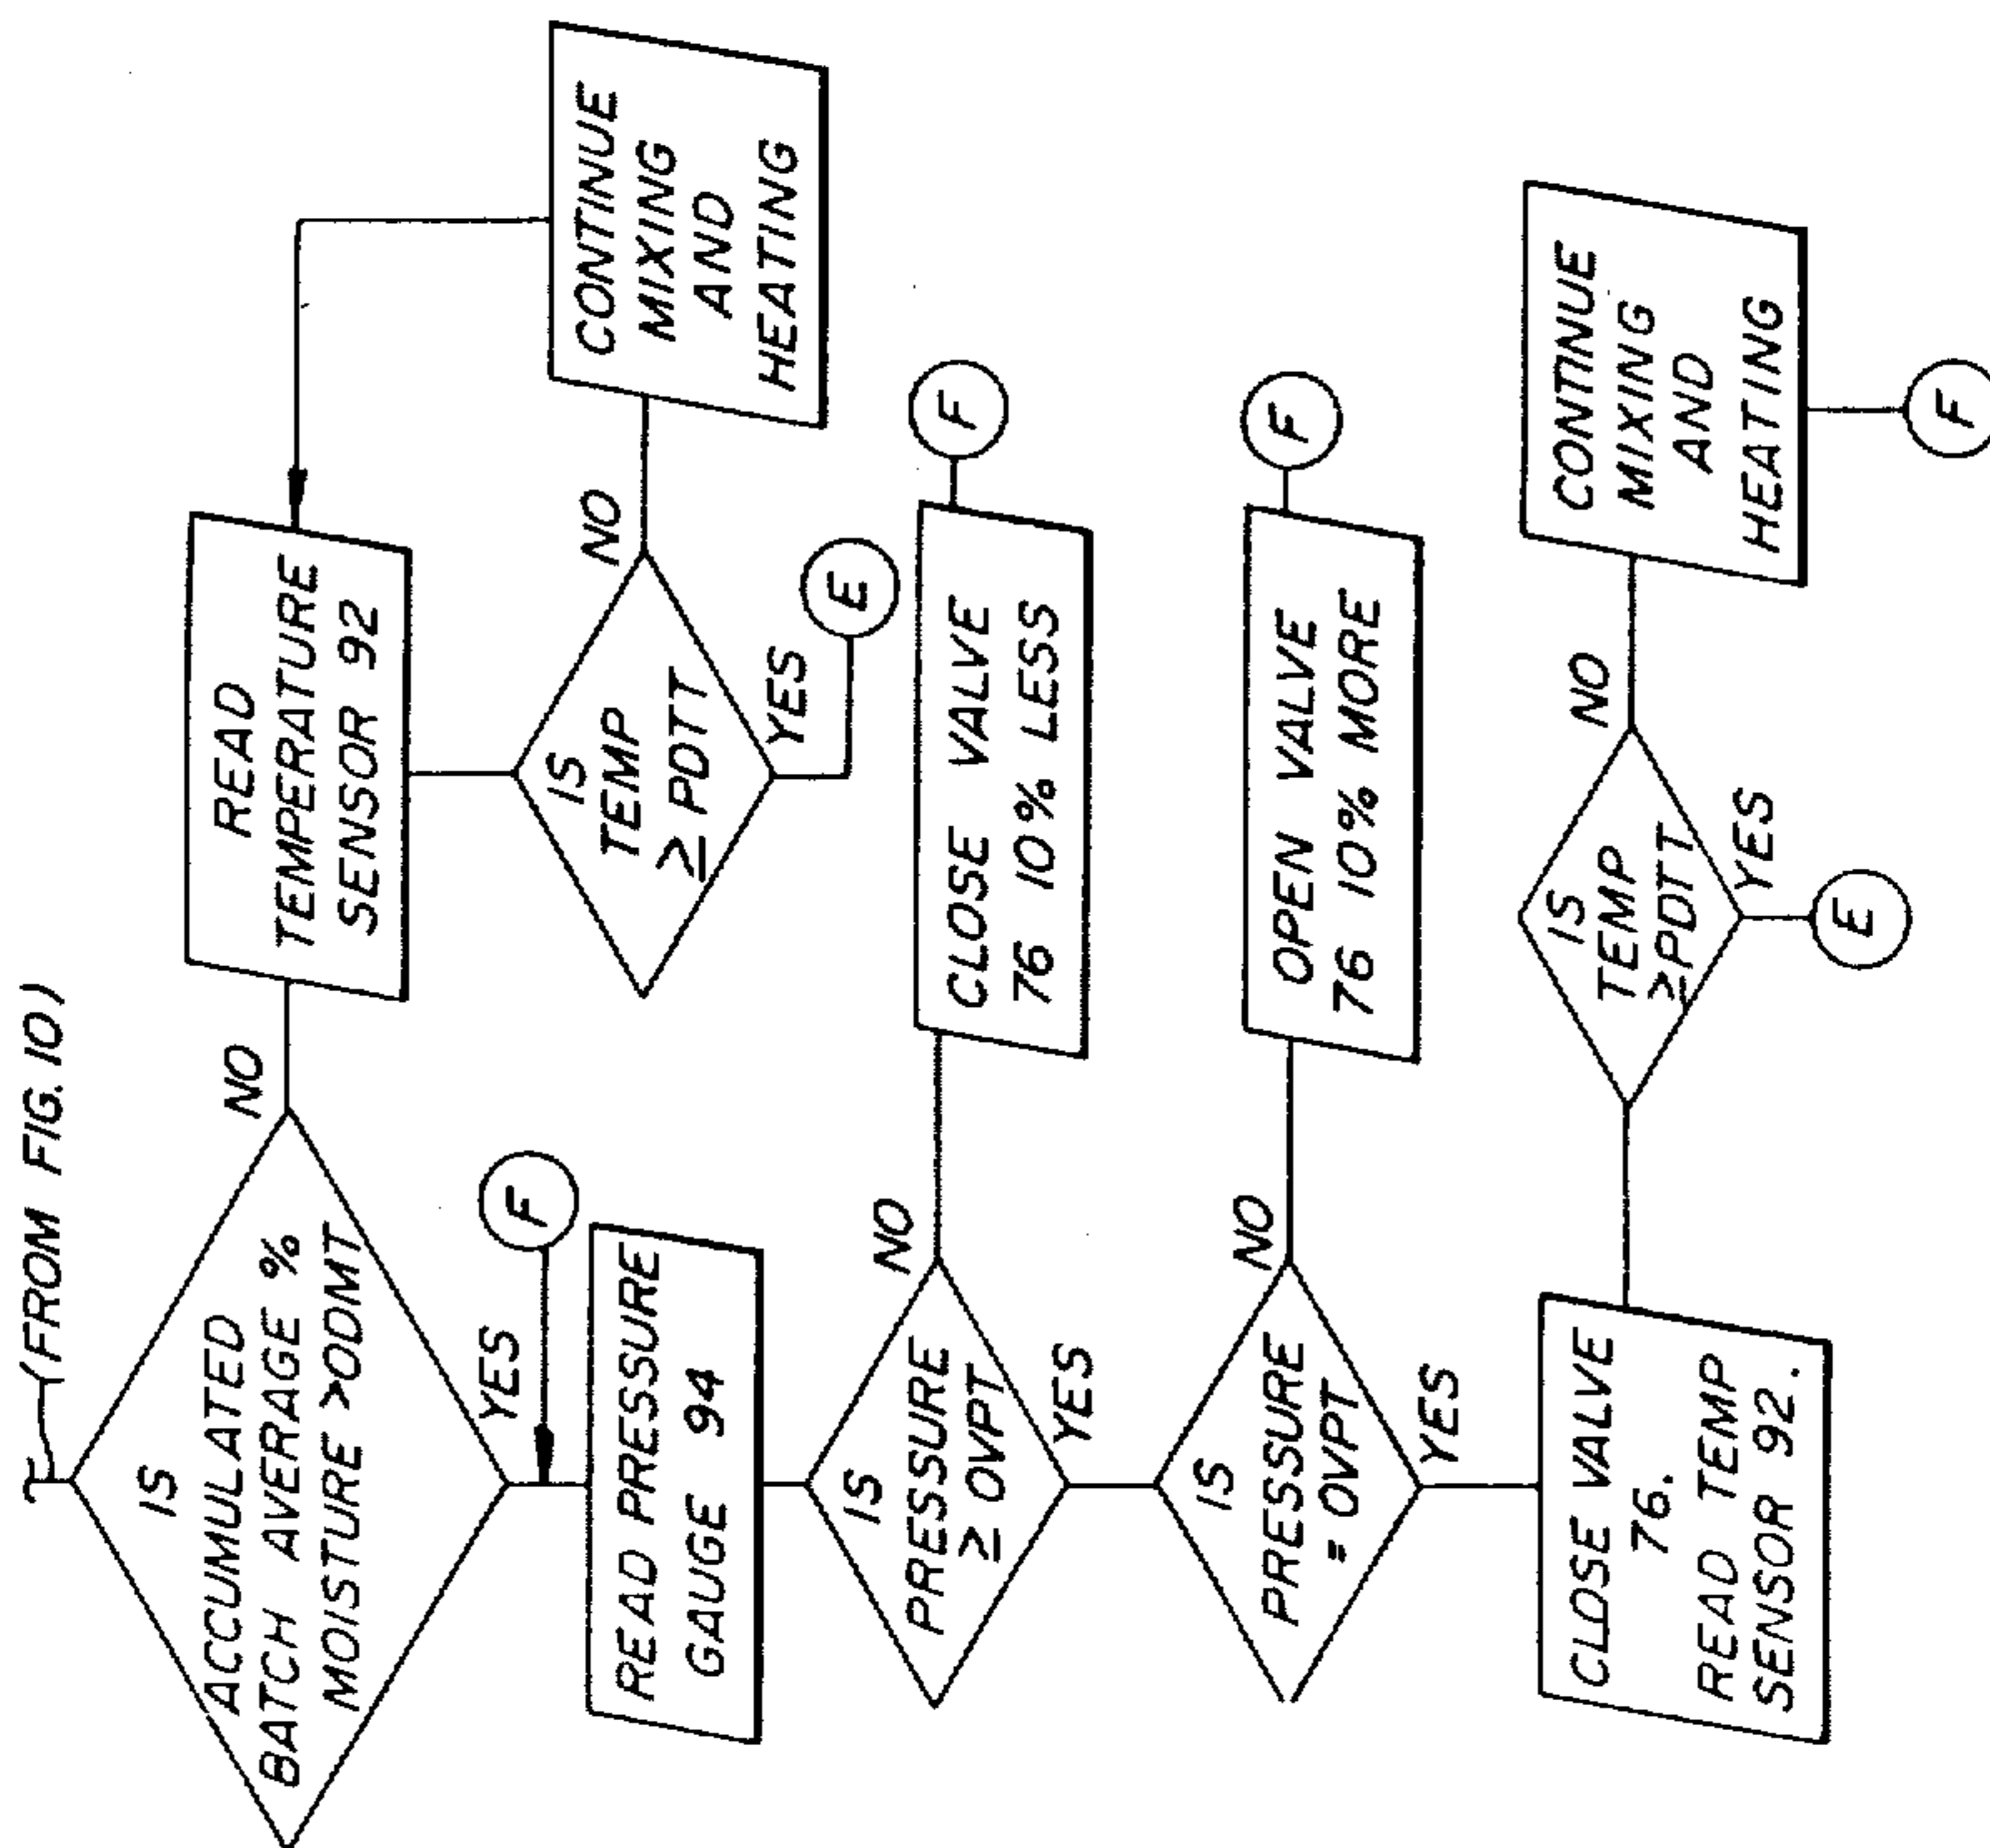 (FROM FIG. 10)
IS
ACCUMULATED
BATCH AVERAGE %
MOISTURE >ODMT
NO
YES
READ
TEMPERATURE
SENSOR 92
IS
TEMP
≥ PDTT
NO
YES
E
CONTINUE
MIXING
AND
HEATING
F
READ PRESSURE
GAUGE 94
IS
PRESSURE
≥ OVPT
NO
YES
CLOSE VALVE
76 10% LESS
F
IS
PRESSURE
= OVPT
NO
YES
OPEN VALVE
76 10% MORE
F
CLOSE VALVE
76.
READ TEMP
SENSOR 92.
IS
TEMP
≥PDTT
NO
YES
E
CONTINUE
MIXING
AND
HEATING
F